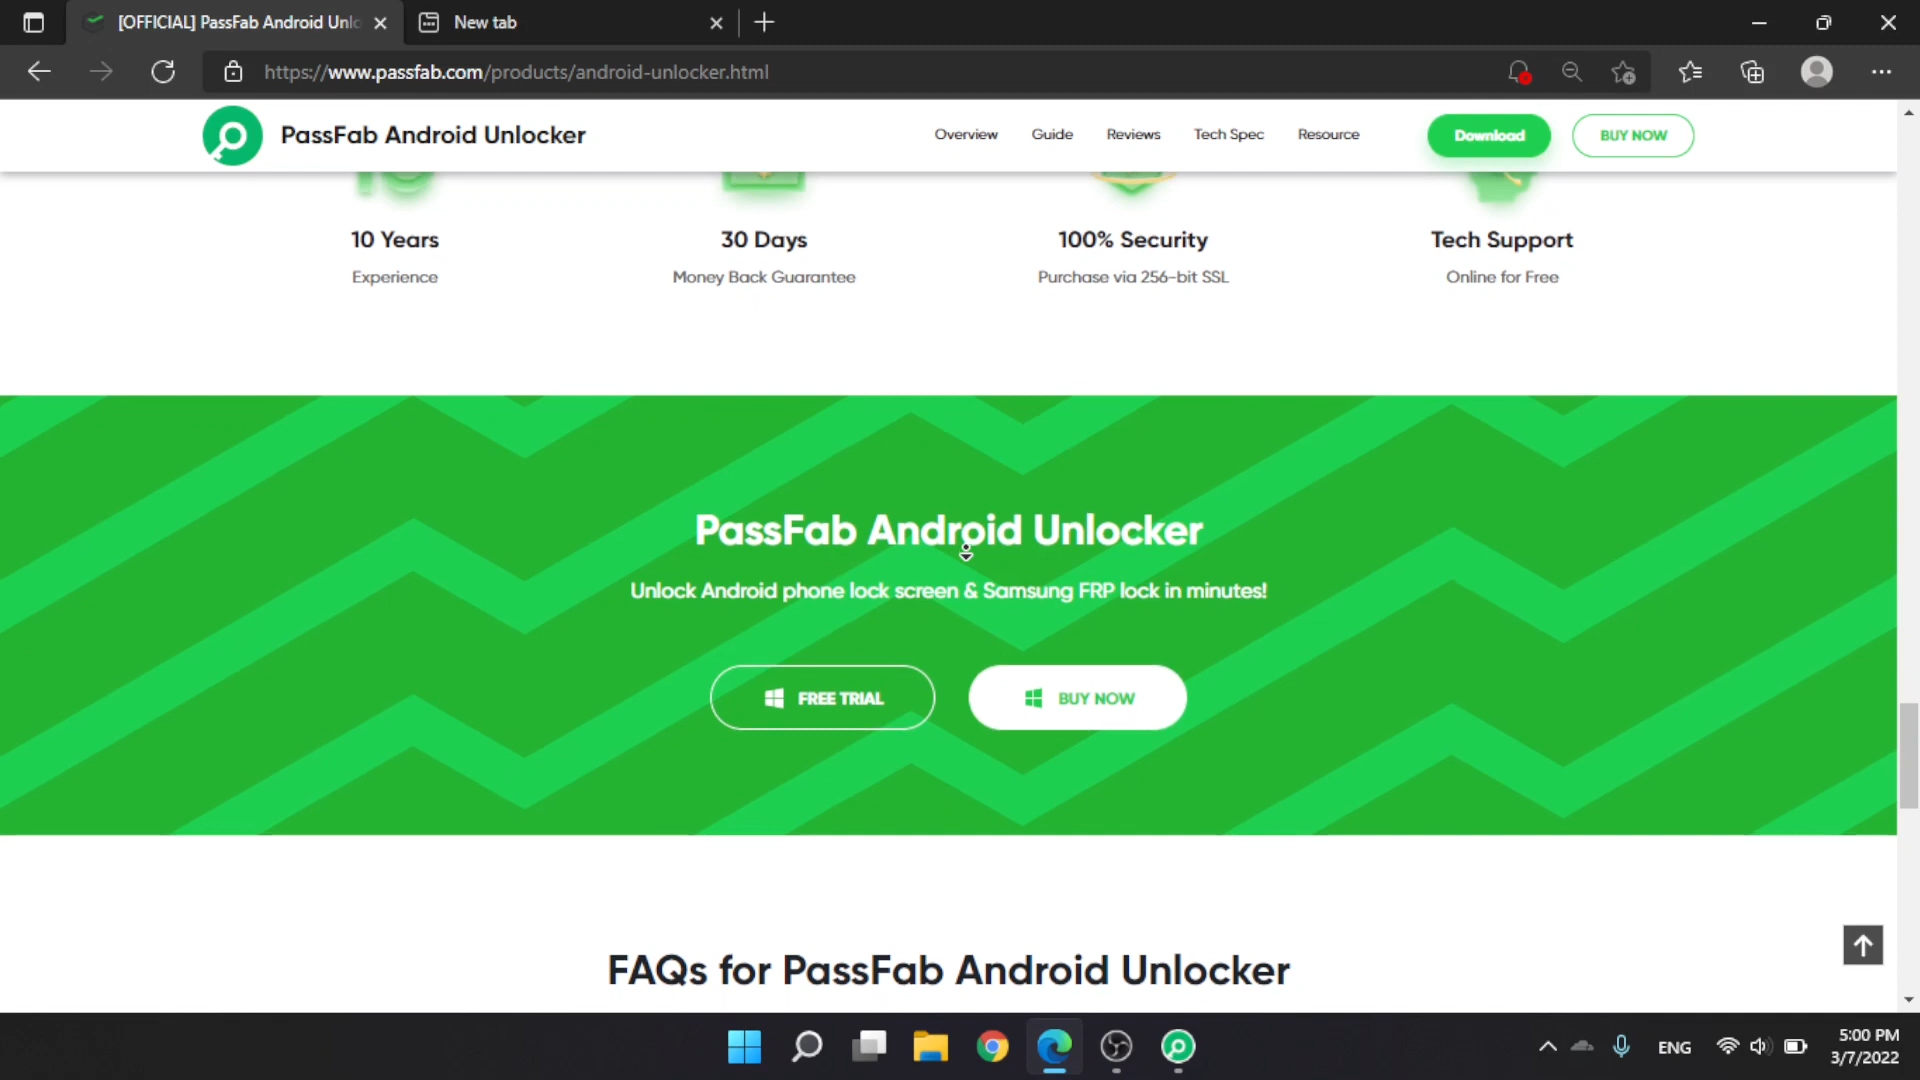 [OFFICIAL] PassFab Android Unlo
New tab
https://www.passfab.com/products/android-unlocker.html
PassFab Android Unlocker
Overview
Guide
Reviews
Tech Spec
Resource
Download
BUY NOW
10 Years
Experience
30 Days
Money Back Guarantee
100% Security
Purchase via 256-bit SSL
Tech Support
Online for Free
PassFab Android Unlocker
Unlock Android phone lock screen & Samsung FRP lock in minutes!
FREE TRIAL
BUY NOW
FAQs for PassFab Android Unlocker
ENG
5:00 PM
3/7/2022